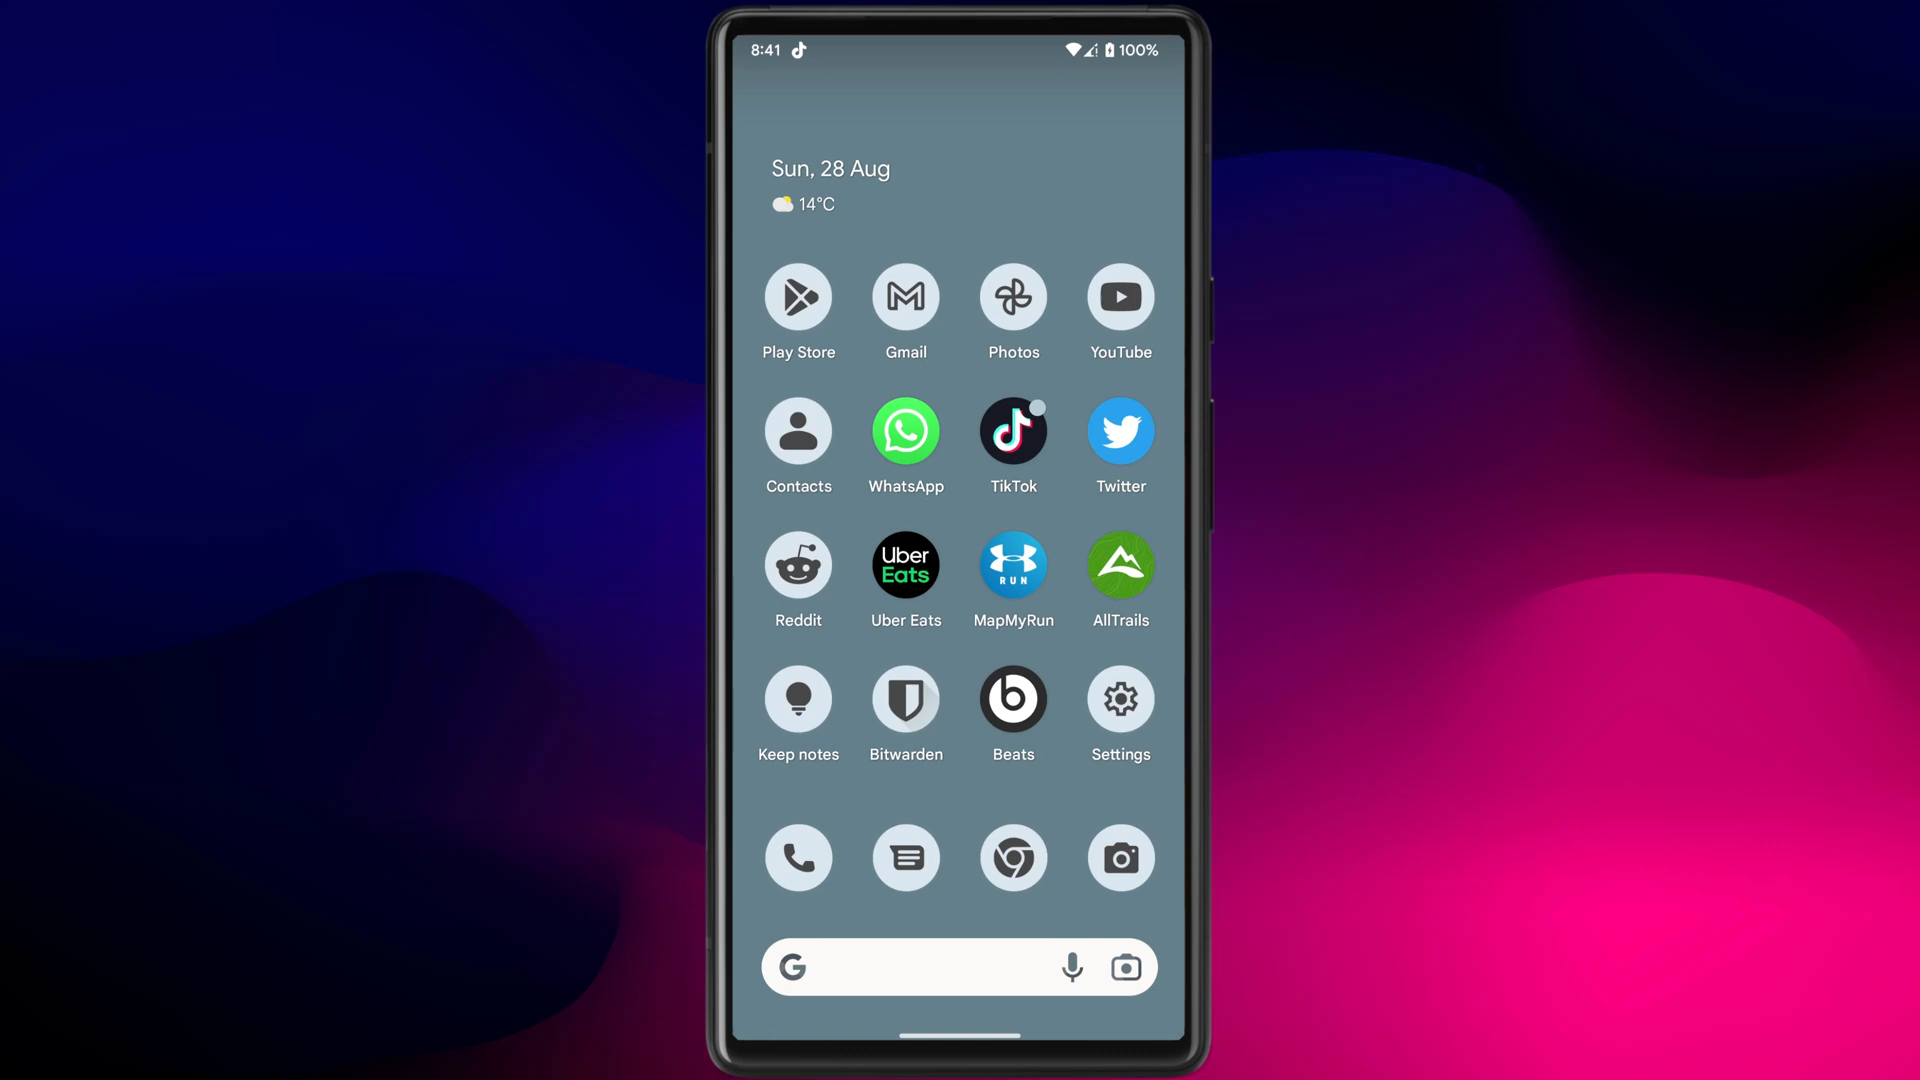 8:41 100%
Sun, 28 Aug
14°C
Play Store Gmail Photos YouTube
Contacts WhatsApp TikTok Twitter
Uber
Eats
RUN
Reddit Uber Eats MapMyRun AllTrails
Keep notes Bitwarden Beats Settings
G